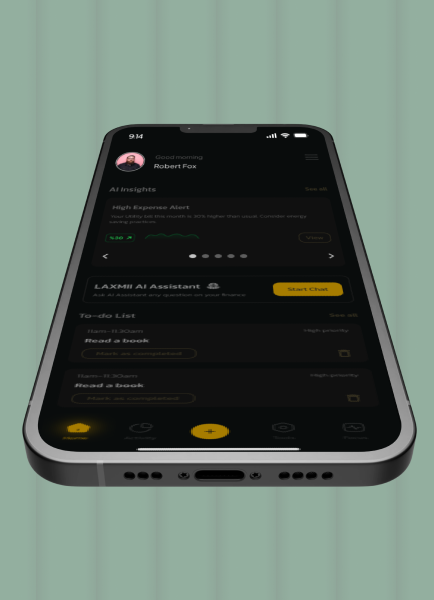 9:14
Good Morning
Robert Fox
AI Insights
See all
High Expense Alert
Your Utility bill this month is 30% higher than usual. Consider energy
saving practices.
%30
View
LAXMII AI Assistant
Ask AI Assistant any question on your finance.
Start Chat
To-do List
See all
11am-11:30am
High priority
Read a book
Mark as completed
11am-11:30am
High priority
Read a book
Mark as completed
Home